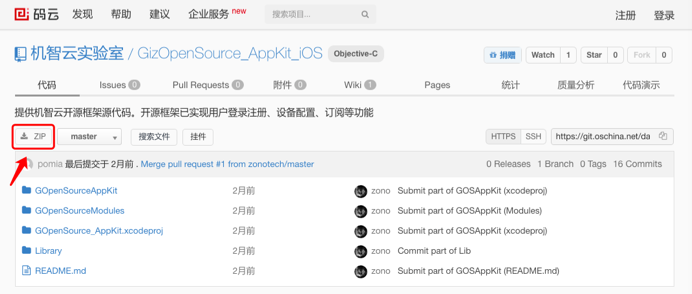 码云 发现 帮助 建议 企业服务 new 搜索项目... 注册 登录
机智云实验室 / GizOpenSource_AppKit_iOS Objective-C 捐赠 Watch 1 Star 0 Fork 0
代码 Issues 0 Pull Requests 0 附件 0 Wiki 1 Pages 统计 质量分析 代码演示
提供机智云开源框架源代码。开源框架已实现用户登录注册、设备配置、订阅等功能
ZIP master 搜索文件 挂件 HTTPS SSH https://git.oschina.net/da
pomia 最后提交于 2月前 . Merge pull request #1 from zonotech/master 0 Releases 1 Branch 0 Tags 16 Commits
GOpenSourceAppKit 2月前 zono Submit part of GOSAppKit (xcodeproj)
GOpenSourceModules 2月前 zono Submit part of GOSAppKit (Modules)
GOpenSource_AppKit.xcodeproj 2月前 zono Submit part of GOSAppKit (xcodeproj)
Library 2月前 zono Commit part of Lib
README.md 2月前 zono Submit part of GOSAppKit (README.md)